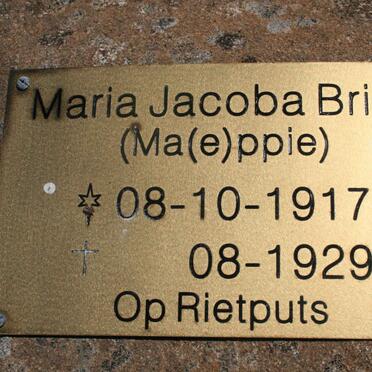 Maria Jacoba Bri
(Ma(e)ppie)
08-10-1917
08-1929
Op Rietputs